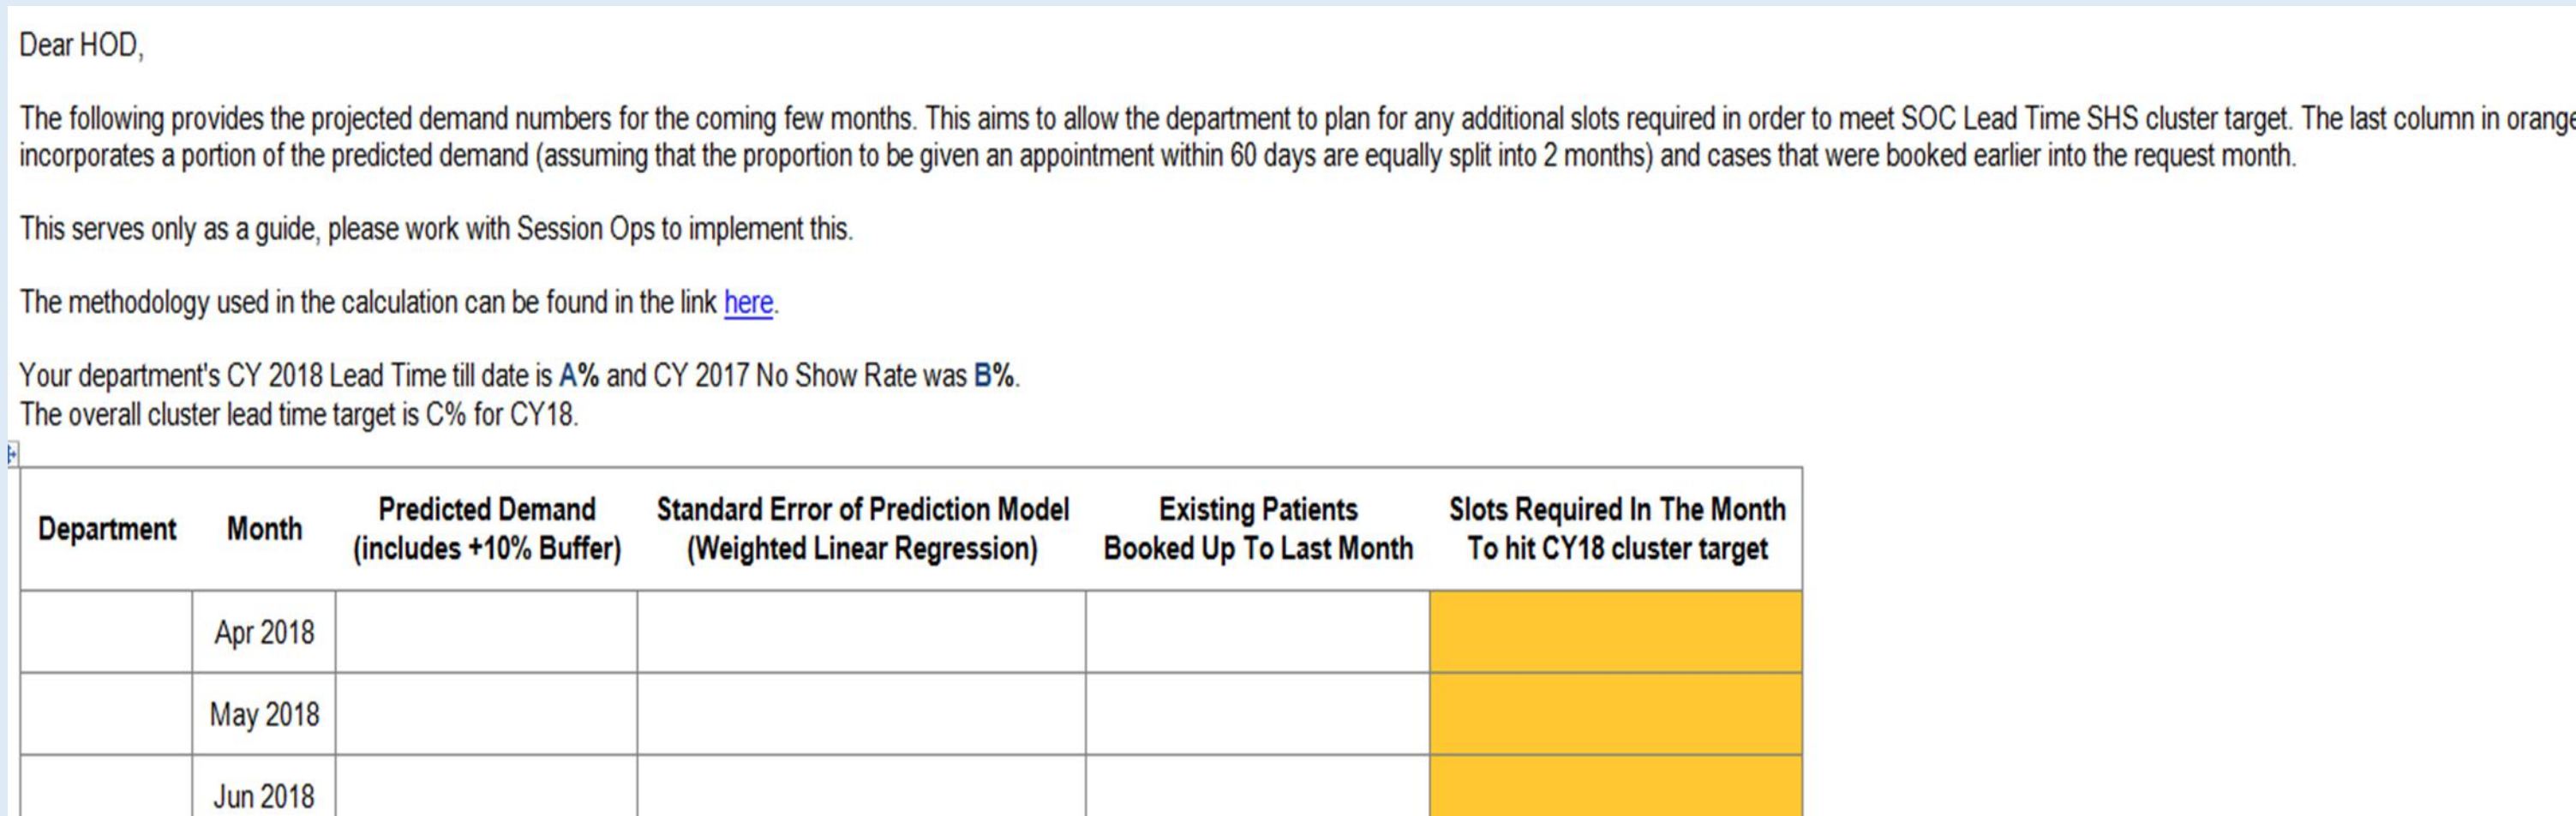 Dear HOD,
The following provides the projected demand numbers for the coming few months. This aims to allow the department to plan for any additional slots required in order to meet SOC Lead Time SHS cluster target. The last column in orange
incorporates a portion of the predicted demand (assuming that the proportion to be given an appointment within 60 days are equally split into 2 months) and cases that were booked earlier into the request month.
This serves only as a guide, please work with Session Ops to implement this.
The methodology used in the calculation can be found in the link here.
Your department's CY 2018 Lead Time till date is A% and CY 2017 No Show Rate was B%.
The overall cluster lead time target is C% for CY18.
Department Month Predicted Demand (includes +10% Buffer) Standard Error of Prediction Model (Weighted Linear Regression) Existing Patients Booked Up To Last Month Slots Required In The Month To hit CY18 cluster target
Apr 2018
May 2018
Jun 2018